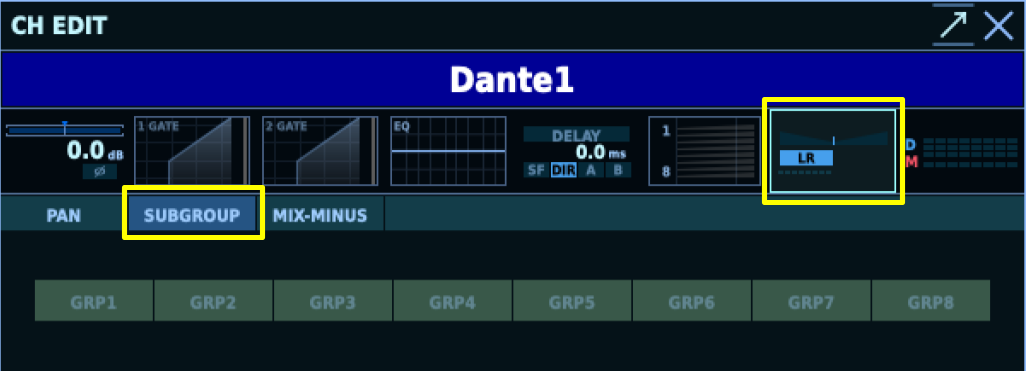 CH EDIT
Dante1
0.0 dB
Ø
1 GATE
2 GATE
EQ
DELAY
0.0 ms
SF DIR A B
1
8
LR
D
M
PAN SUBGROUP MIX-MINUS
GRP1 GRP2 GRP3 GRP4 GRP5 GRP6 GRP7 GRP8